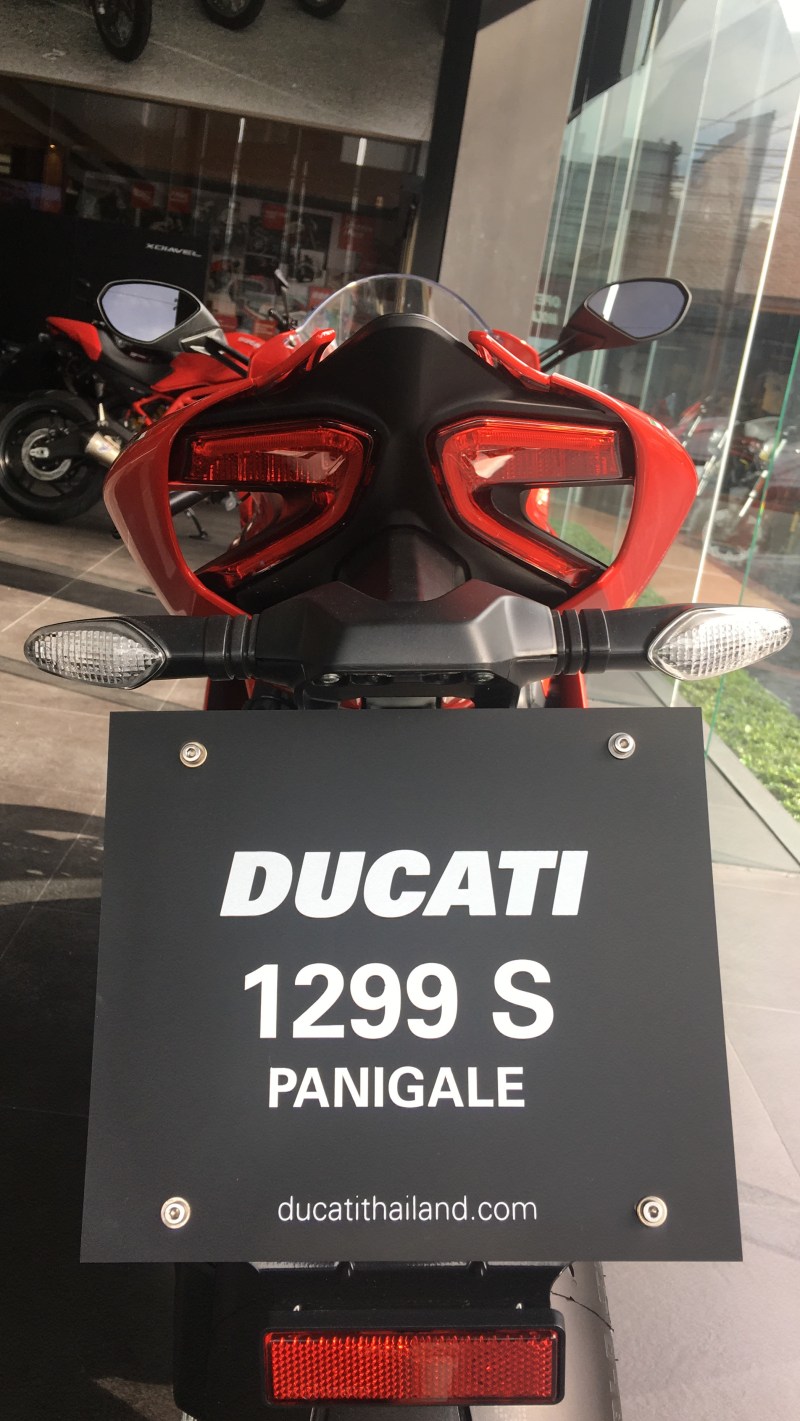 XDIAVEL
DUCATI
1299 S
PANIGALE
ducatithailand.com